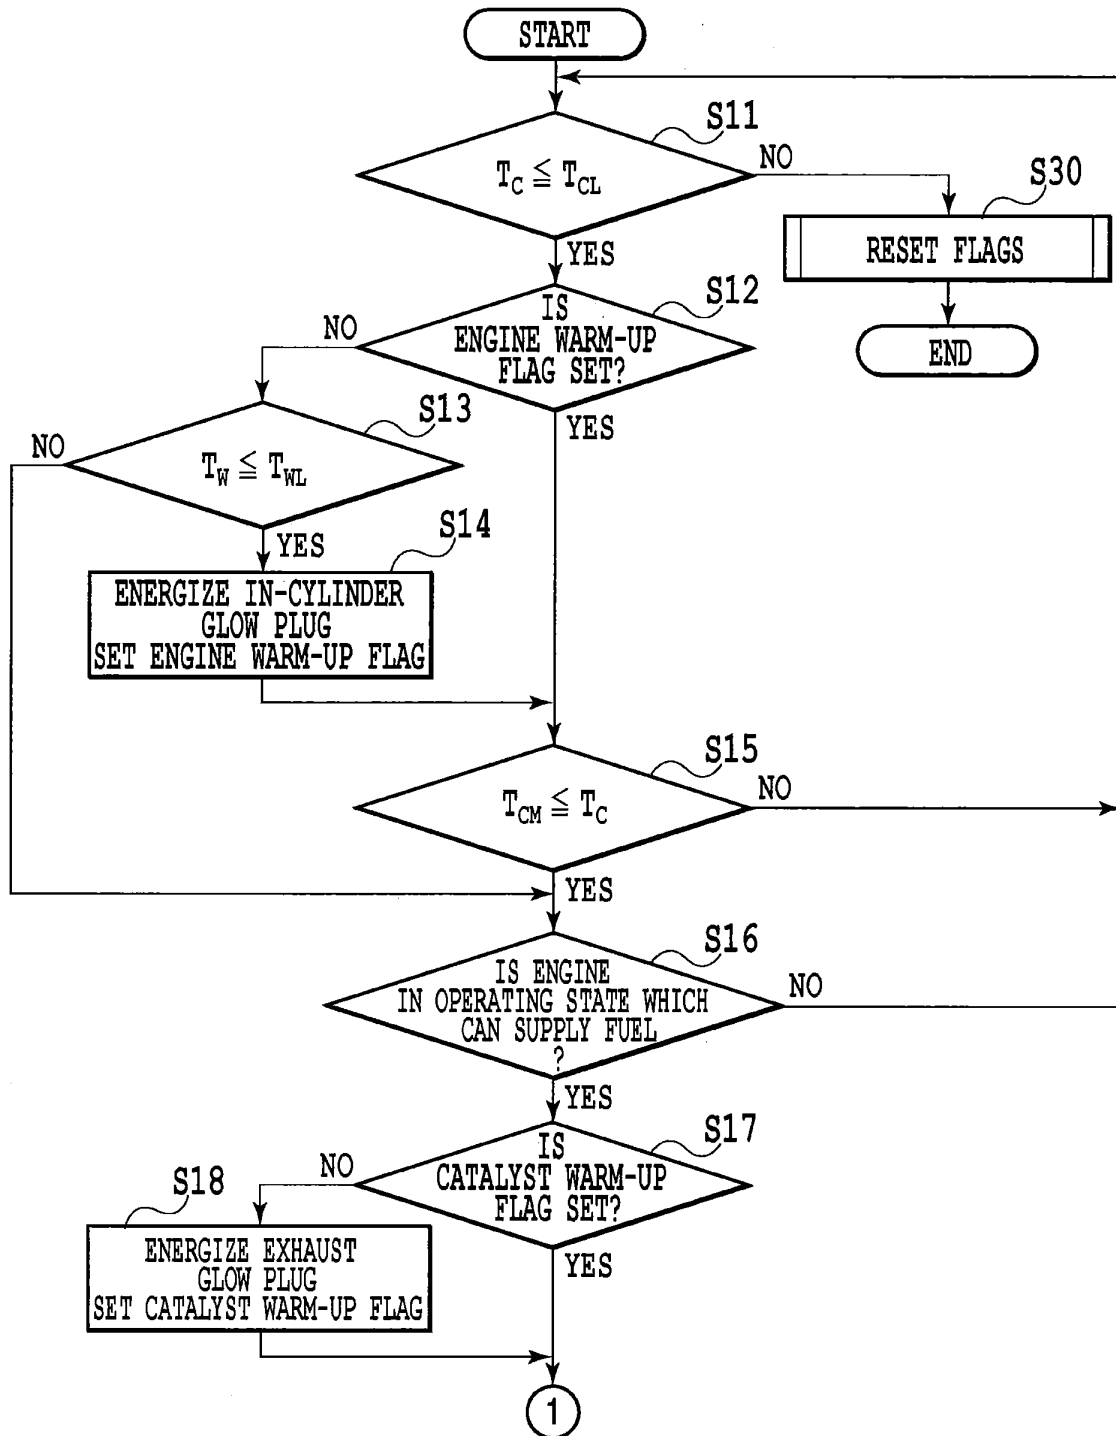 START
S11
T_C ≦ T_CL
NO
S30
RESET FLAGS
END
YES
S12
IS
ENGINE WARM-UP
FLAG SET?
NO
YES
S13
T_W ≦ T_WL
NO
YES
S14
ENERGIZE IN-CYLINDER
GLOW PLUG
SET ENGINE WARM-UP FLAG
S15
T_CM ≦ T_C
NO
YES
S16
IS ENGINE
IN OPERATING STATE WHICH
CAN SUPPLY FUEL
?
NO
YES
S17
IS
CATALYST WARM-UP
FLAG SET?
NO
YES
S18
ENERGIZE EXHAUST
GLOW PLUG
SET CATALYST WARM-UP FLAG
1